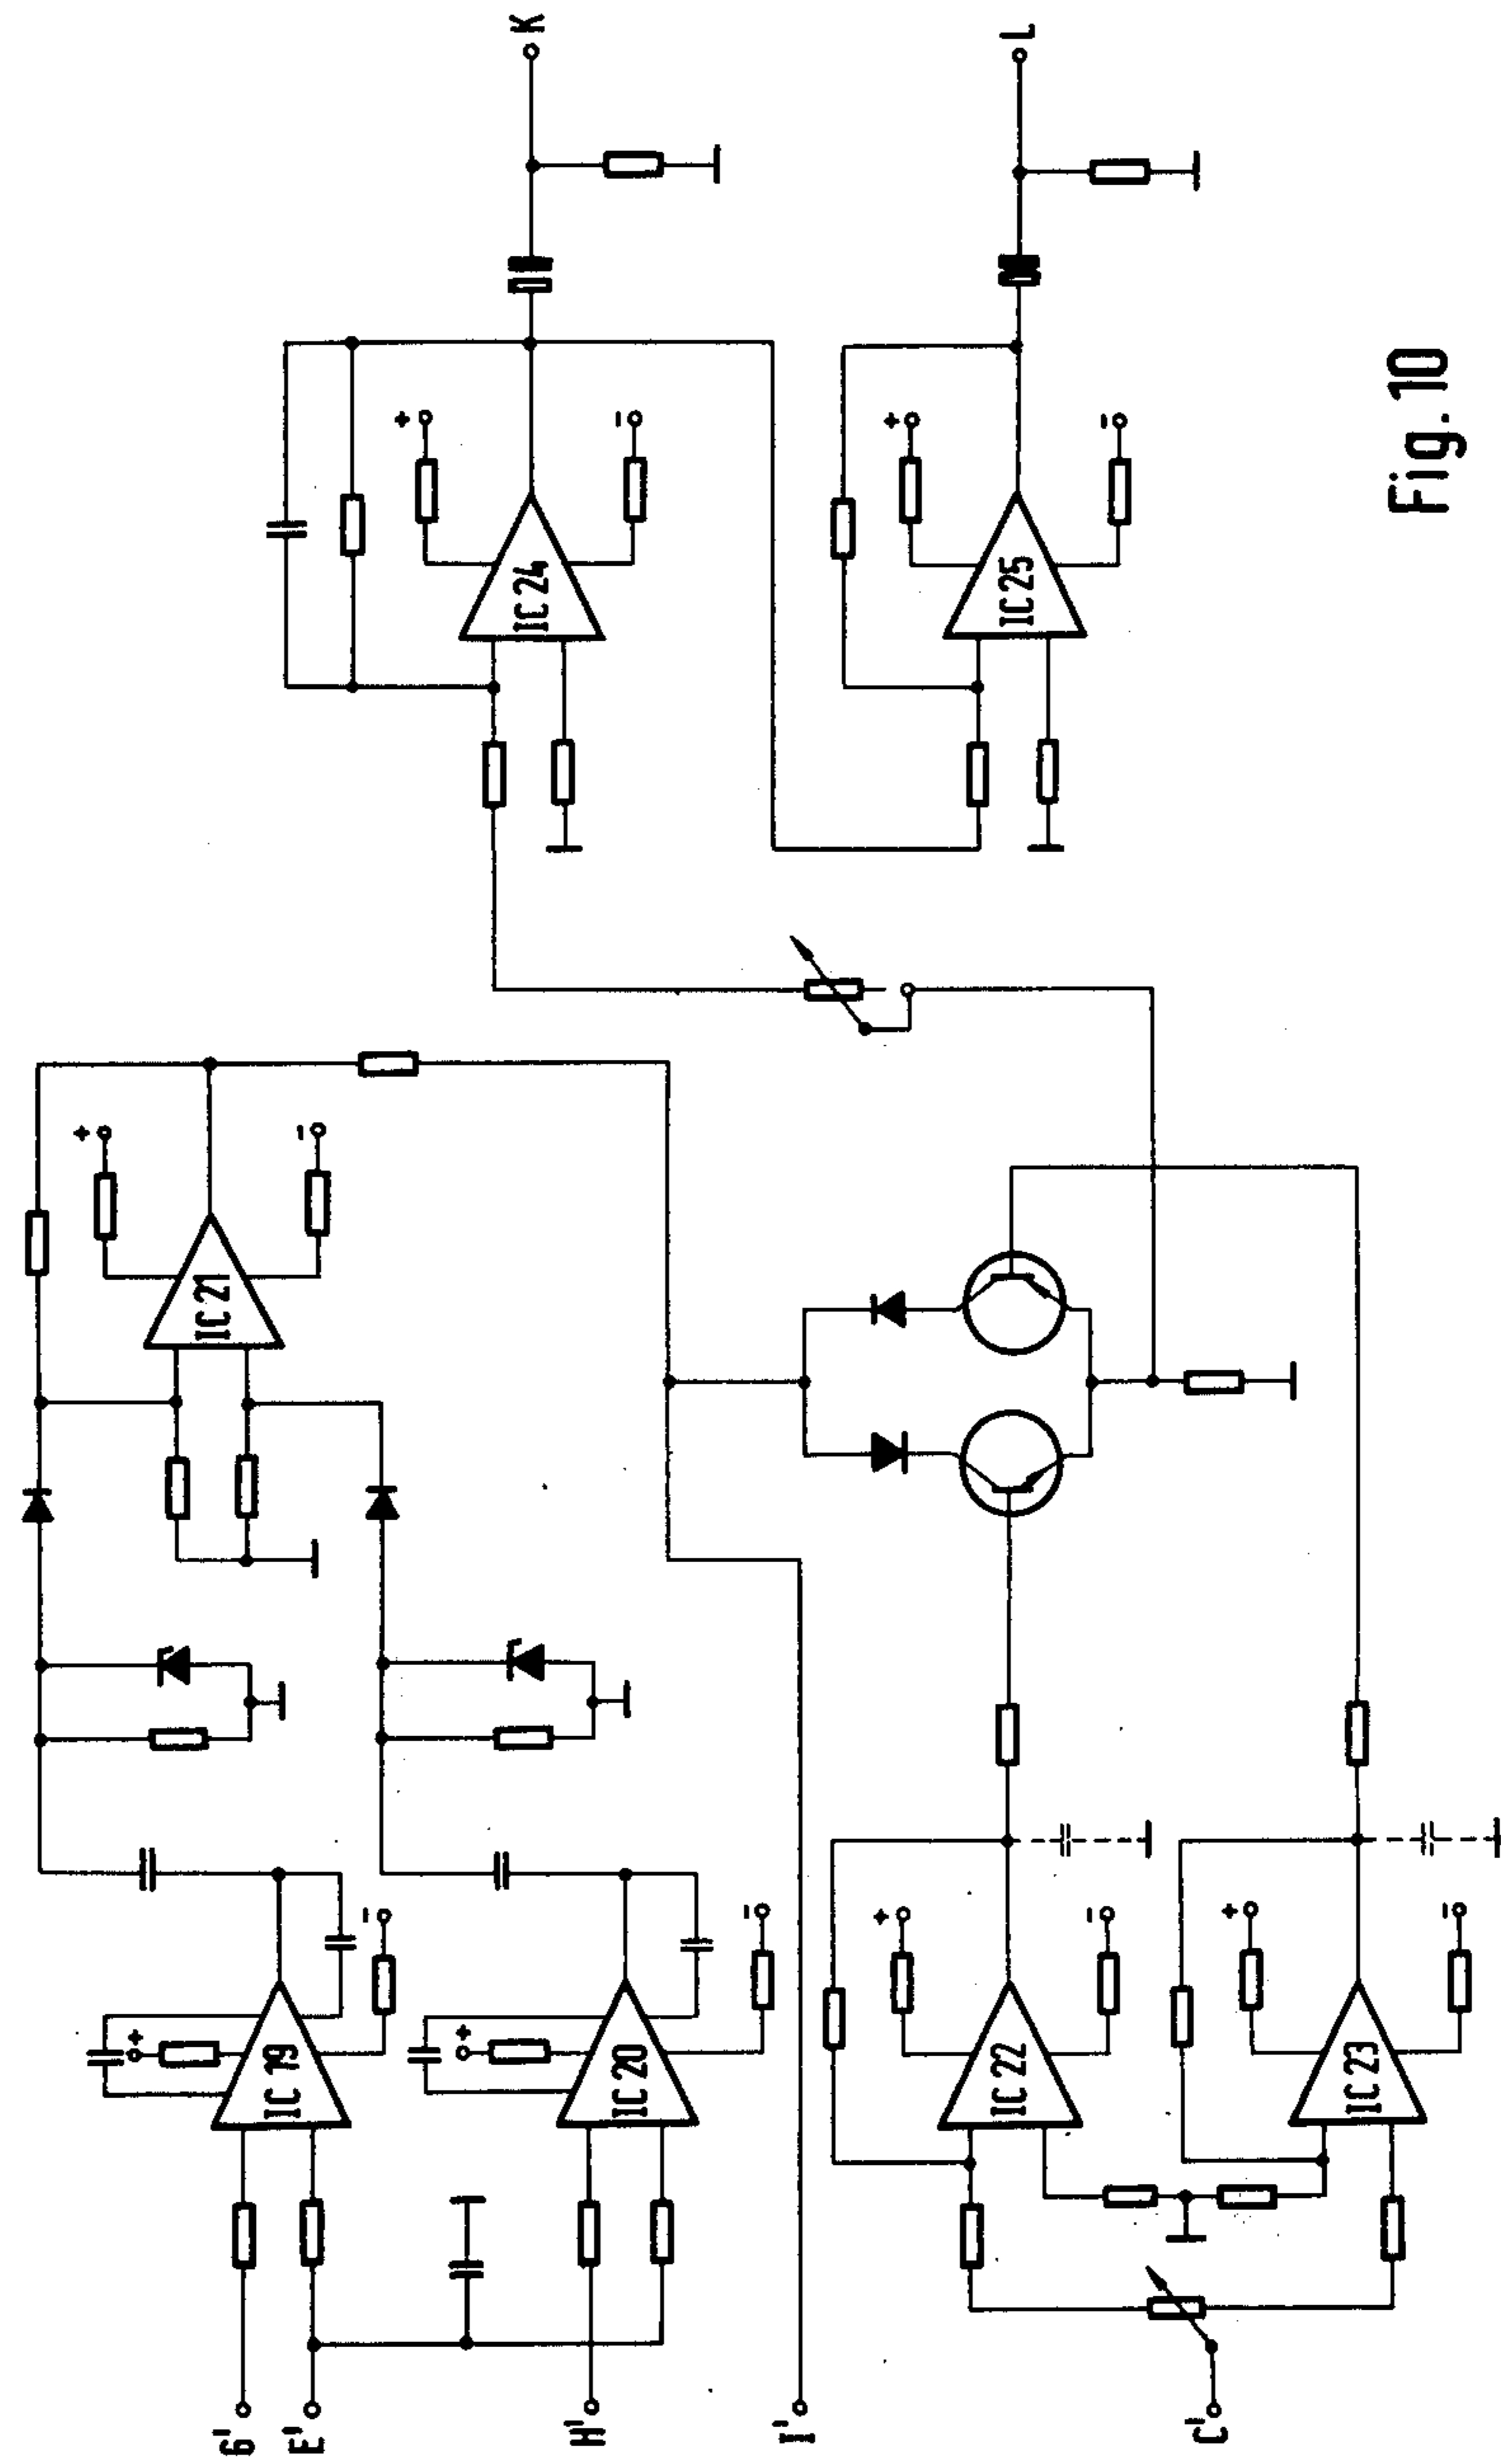 K
L
+
-
IC 24
+
-
IC 25
Fig. 10
+
-
IC 21
-
+
IC 19
-
+
IC 20
+
-
IC 22
+
-
IC 23
G'
E'
H'
I'
C'